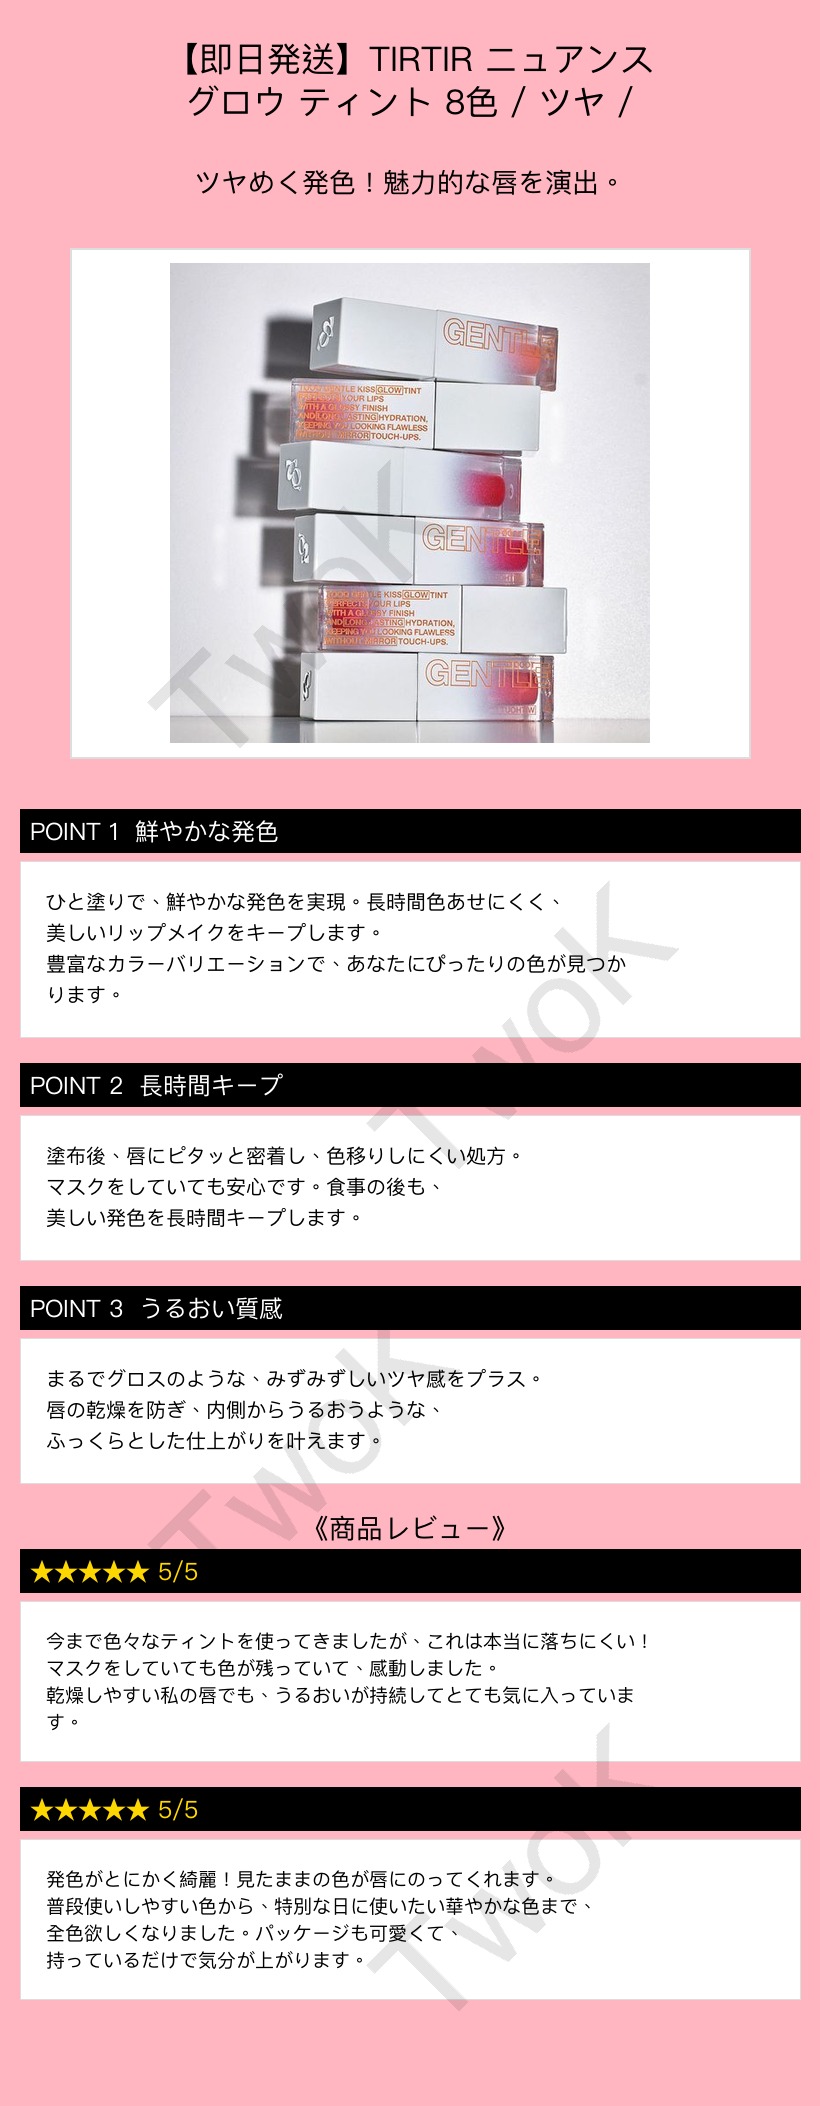 【即日発送】TIRTIR ニュアンス
グロウ ティント 8色 / ツヤ /
ツヤめく発色！魅力的な唇を演出。
GENTLE
GENTLE KISS GLOW TINT
YOUR LIPS
WITH A GLOSSY FINISH
AND LONG-LASTING HYDRATION,
KEEPING YOU LOOKING FLAWLESS
WITHOUT MIRROR TOUCH-UPS.
GENTLE
GENTLE KISS GLOW TINT
PERFECTS YOUR LIPS
WITH A GLOSSY FINISH
AND LONG-LASTING HYDRATION,
KEEPING YOU LOOKING FLAWLESS
WITHOUT MIRROR TOUCH-UPS.
GENTLE
TwoK
POINT 1 鮮やかな発色
ひと塗りで、鮮やかな発色を実現。長時間色あせにくく、
美しいリップメイクをキープします。
豊富なカラーバリエーションで、あなたにぴったりの色が見つか
ります。
TwoK
POINT 2 長時間キープ
塗布後、唇にピタッと密着し、色移りしにくい処方。
マスクをしていても安心です。食事の後も、
美しい発色を長時間キープします。
POINT 3 うるおい質感
まるでグロスのような、みずみずしいツヤ感をプラス。
唇の乾燥を防ぎ、内側からうるおうような、
ふっくらとした仕上がりを叶えます。
TwoK
《商品レビュー》
★★★★★ 5/5
今まで色々なティントを使ってきましたが、これは本当に落ちにくい！
マスクをしていても色が残っていて、感動しました。
乾燥しやすい私の唇でも、うるおいが持続してとても気に入っていま
す。
★★★★★ 5/5
発色がとにかく綺麗！見たままの色が唇にのってくれます。
普段使いしやすい色から、特別な日に使いたい華やかな色まで、
全色欲しくなりました。パッケージも可愛くて、
持っているだけで気分が上がります。
TwoK